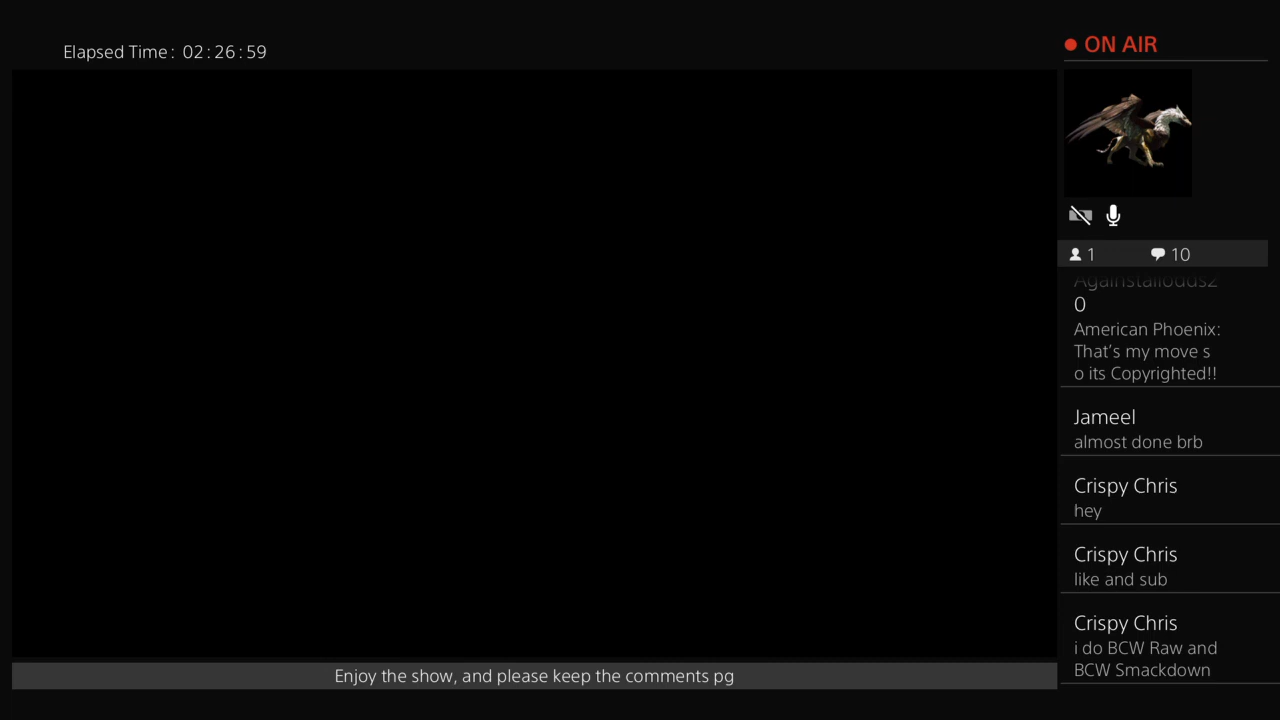 Elapsed Time: 02:26:59
ON AIR
1 10
Againstallodds2
0
American Phoenix:
That's my move s
o its Copyrighted!!
Jameel
almost done brb
Crispy Chris
hey
Crispy Chris
like and sub
Crispy Chris
i do BCW Raw and
BCW Smackdown
Enjoy the show, and please keep the comments pg